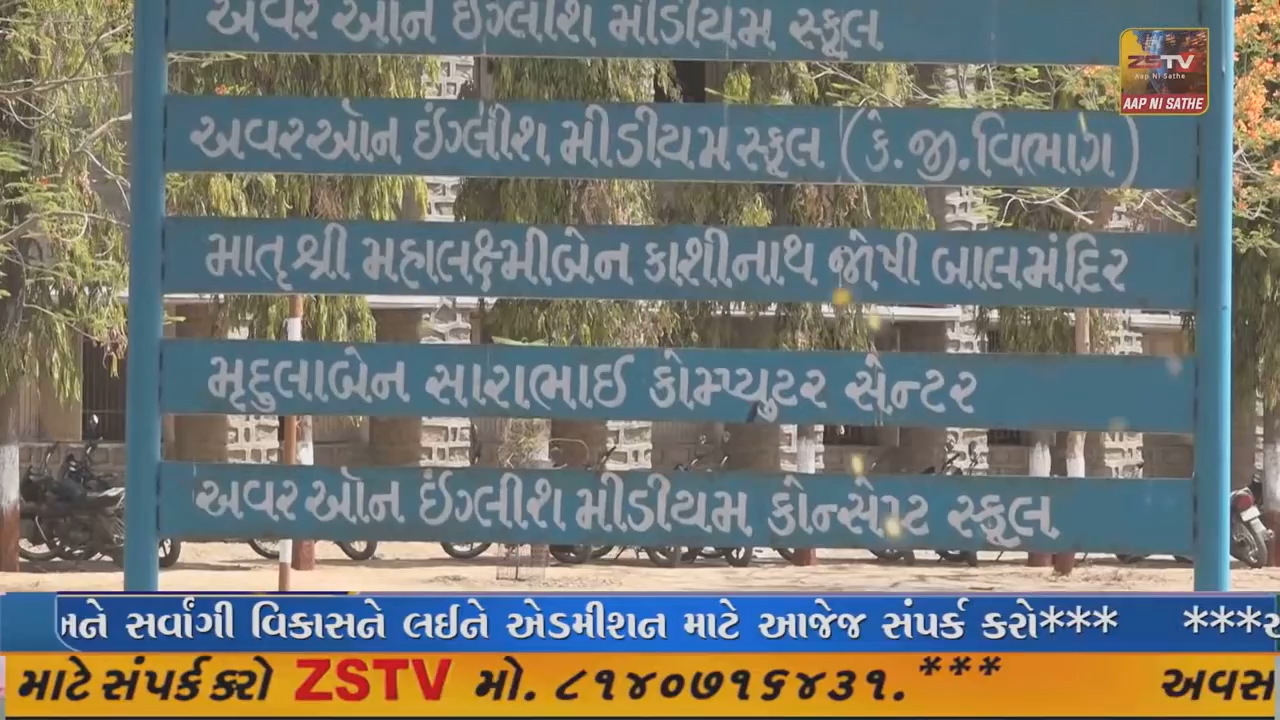 અવર ઓન ઇંગ્લીશ મીડીયમ સ્કૂલ
ZSTV
Aap Ni Sathe
AAP NI SATHE
અવરઓન ઇંગ્લીશ મીડીયમ સ્કૂલ (કે.જી.વિભાગ)
માતૃશ્રી મહાલક્ષ્મીબેન કાશીનાથ જોષી બાલમંદિર
મૃદુલાબેન સારાભાઈ કોમ્પ્યુટર સેન્ટર
અવર ઓન ઈંગ્લીશ મીડીયમ કોન્સેપ્ટ સ્કૂલ
સર્વાંગી વિકાસને લઈને એડમીશન માટે આજેજ સંપર્ક કરો*** ***
માટે સંપર્ક કરો ZSTV મો. ૮૧૪૦૭૧૬૪૩૧. *** અવસ